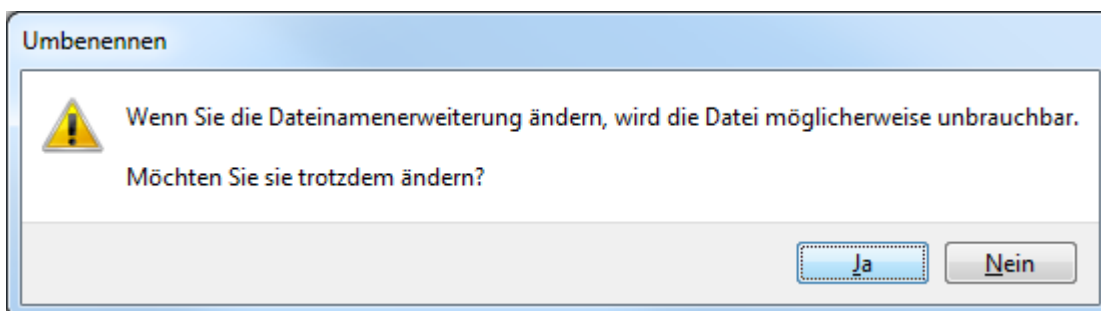 Umbenennen
Wenn Sie die Dateinamenerweiterung ändern, wird die Datei möglicherweise unbrauchbar.
Möchten Sie sie trotzdem ändern?
Ja
Nein